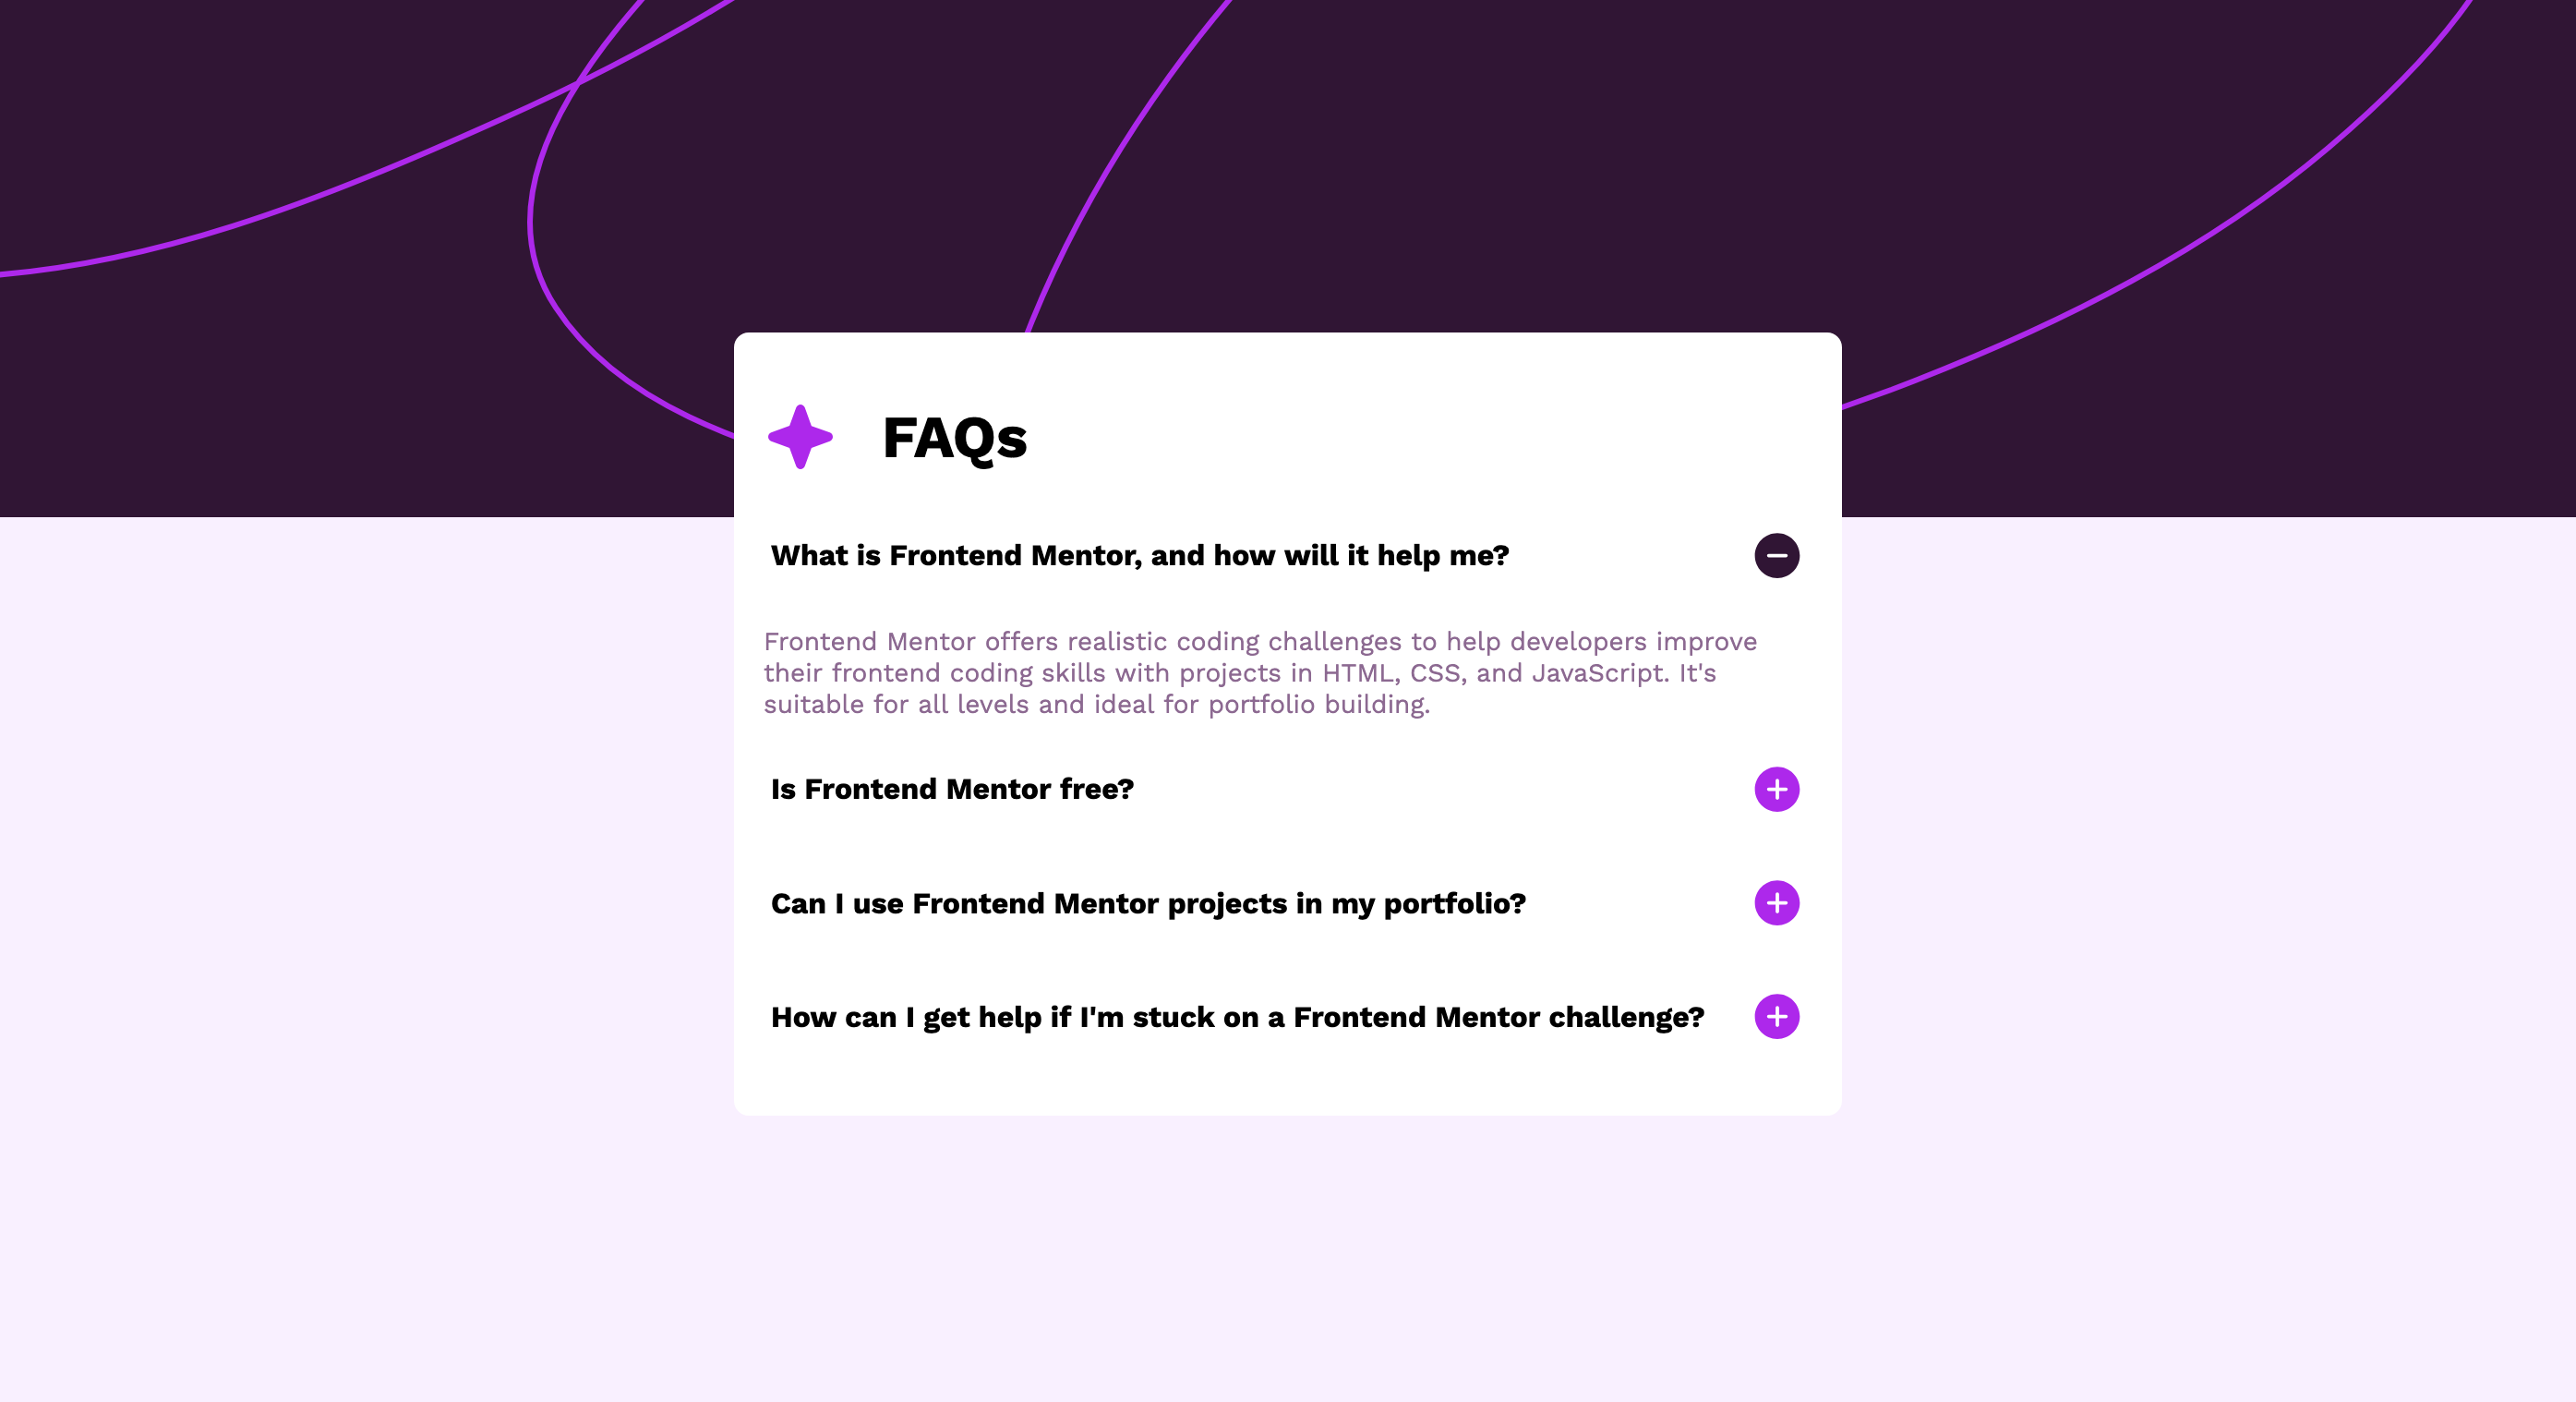 FAQs
What is Frontend Mentor, and how will it help me?
Frontend Mentor offers realistic coding challenges to help developers improve
their frontend coding skills with projects in HTML, CSS, and JavaScript. It's
suitable for all levels and ideal for portfolio building.
Is Frontend Mentor free?
Can I use Frontend Mentor projects in my portfolio?
How can I get help if I'm stuck on a Frontend Mentor challenge?